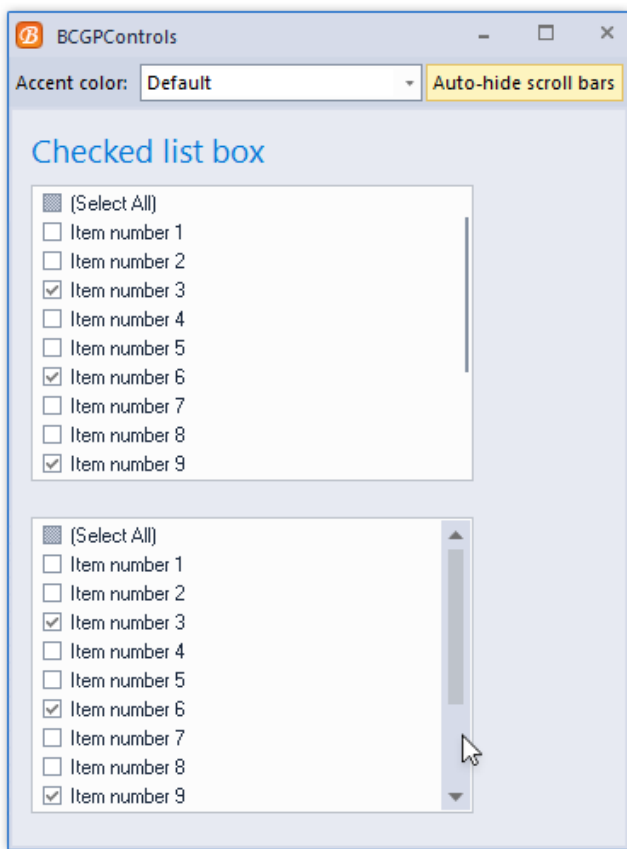 BCGPControls
Accent color: Default Auto-hide scroll bars
Checked list box
(Select All)
Item number 1
Item number 2
Item number 3
Item number 4
Item number 5
Item number 6
Item number 7
Item number 8
Item number 9
(Select All)
Item number 1
Item number 2
Item number 3
Item number 4
Item number 5
Item number 6
Item number 7
Item number 8
Item number 9